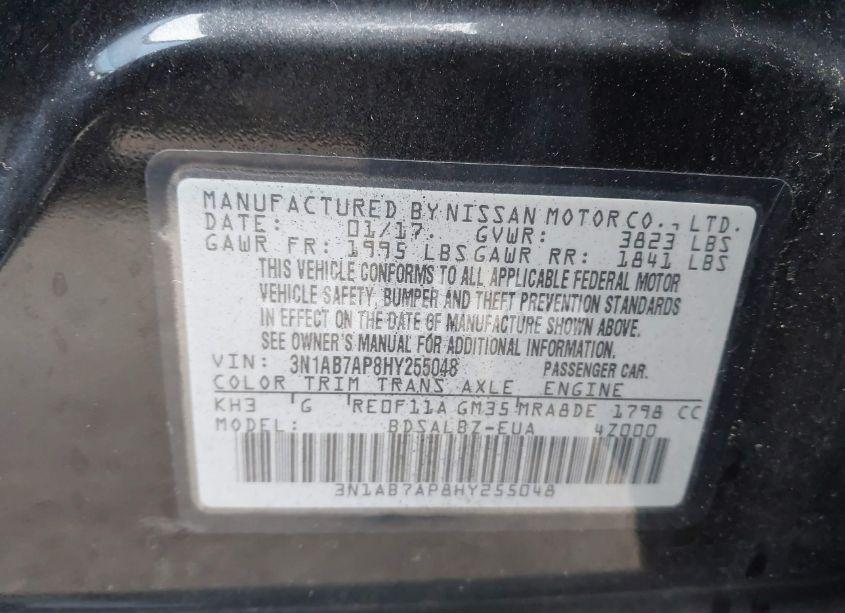 MANUFACTURED BY NISSAN MOTOR CO., LTD.
DATE: 01/17 GVWR: 3823 LBS
GAWR FR: 1995 LBS GAWR RR: 1841 LBS
THIS VEHICLE CONFORMS TO ALL APPLICABLE FEDERAL MOTOR
VEHICLE SAFETY, BUMPER AND THEFT PREVENTION STANDARDS
IN EFFECT ON THE DATE OF MANUFACTURE SHOWN ABOVE.
SEE OWNER'S MANUAL FOR ADDITIONAL INFORMATION.
VIN: 3N1AB7AP8HY255048 PASSENGER CAR.
COLOR TRIM TRANS AXLE ENGINE
KH3 G RE0F11A GM35 MRA8DE 1798 CC
MODEL: BDSALBZ-EUA 4Z000
3N1AB7AP8HY255048